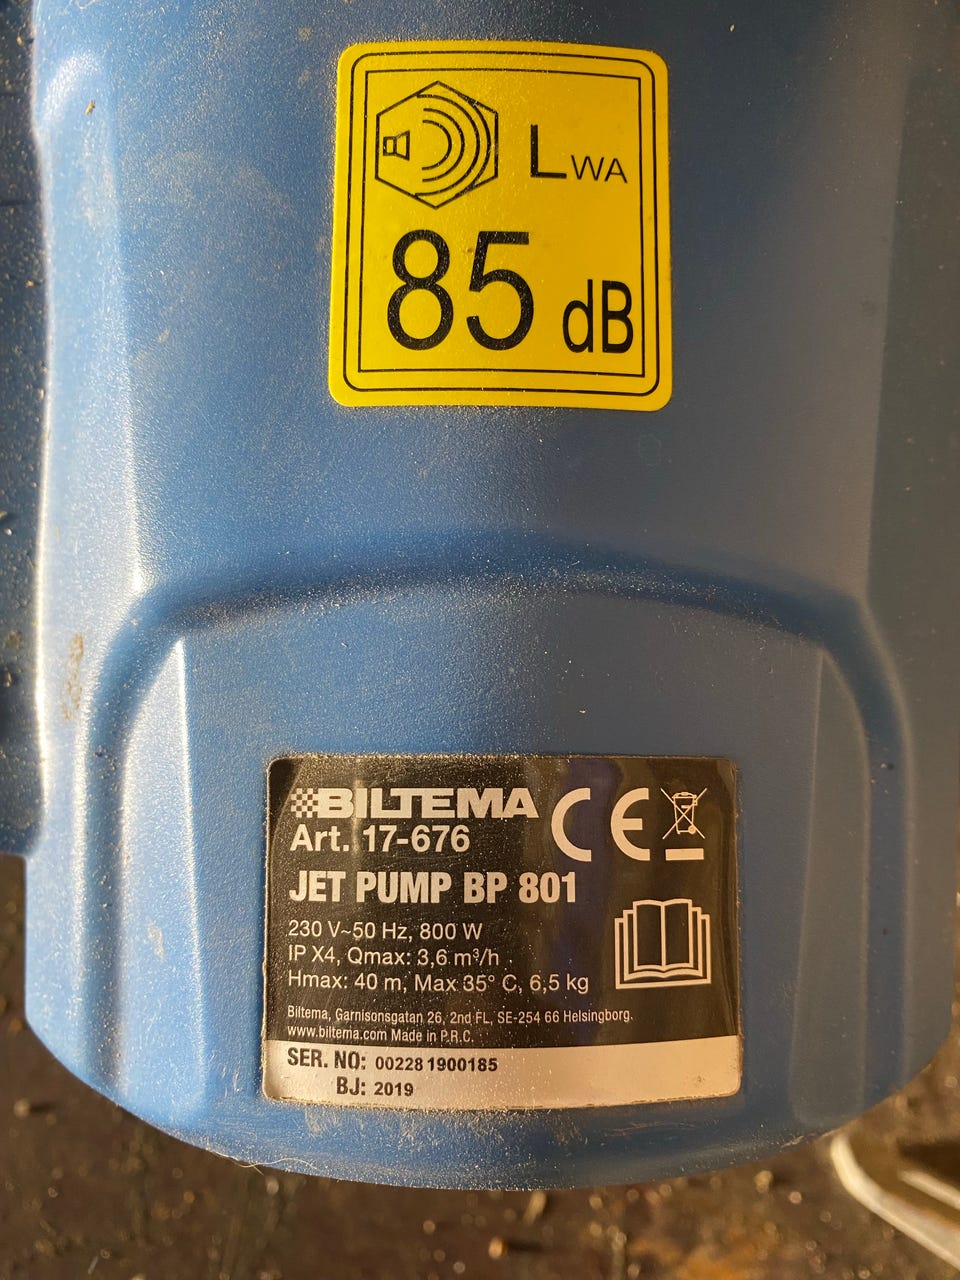 LWA
85 dB
BILTEMA
CE
Art. 17-676
JET PUMP BP 801
230 V~50 Hz, 800 W
IP X4, Qmax: 3,6 m³/h
Hmax: 40 m, Max 35° C, 6,5 kg
Biltema, Garnisonsgatan 26, 2nd FL, SE-254 66 Helsingborg.
www.biltema.com Made in P.R.C.
SER. NO: 002281900185
BJ: 2019